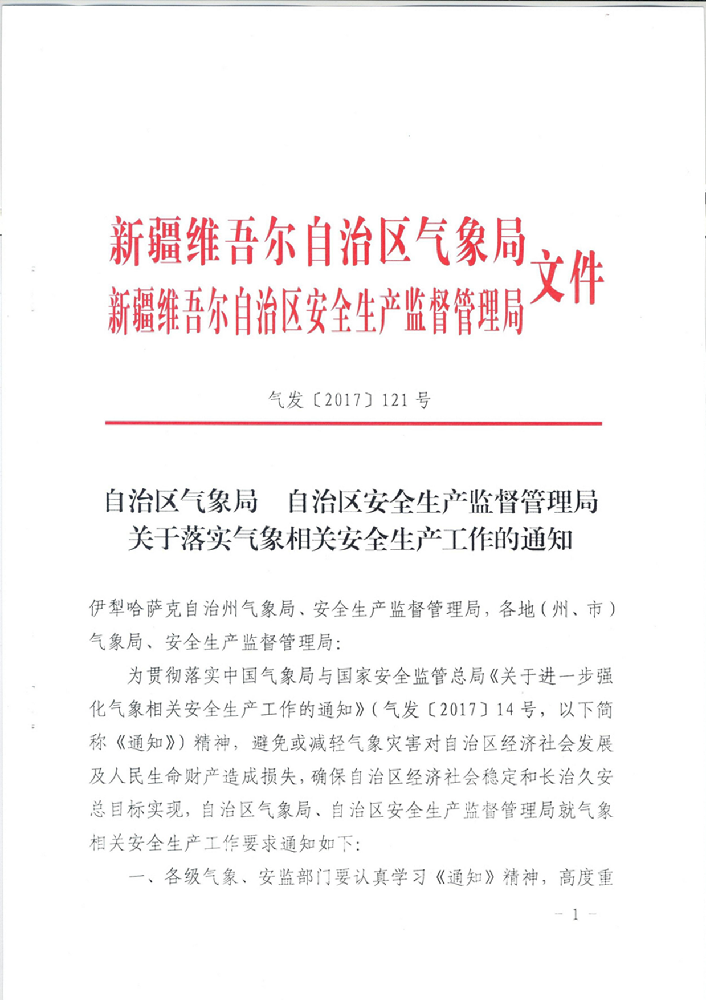 新疆维吾尔自治区气象局
文件
新疆维吾尔自治区安全生产监督管理局
气发〔2017〕121 号
自治区气象局　自治区安全生产监督管理局
关于落实气象相关安全生产工作的通知
伊犁哈萨克自治州气象局、安全生产监督管理局，各地（州、市）
气象局、安全生产监督管理局：
为贯彻落实中国气象局与国家安全监管总局《关于进一步强
化气象相关安全生产工作的通知》（气发〔2017〕14 号，以下简
称《通知》）精神，避免或减轻气象灾害对自治区经济社会发展
及人民生命财产造成损失，确保自治区经济社会稳定和长治久安
总目标实现，自治区气象局、自治区安全生产监督管理局就气象
相关安全生产工作要求通知如下：
一、各级气象、安监部门要认真学习《通知》精神，高度重
- 1 -